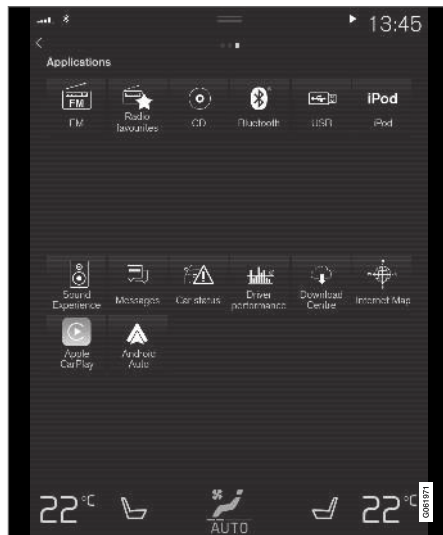 13:45
Applications
FM
iPod
FM
Radio
favourites
CD
Bluetooth
USB
iPod
Sound
Experience
Messages
Car status
Driver
performance
Download
Centre
Internet Map
Apple
CarPlay
Android
Auto
22°C
AUTO
22°C
G061971